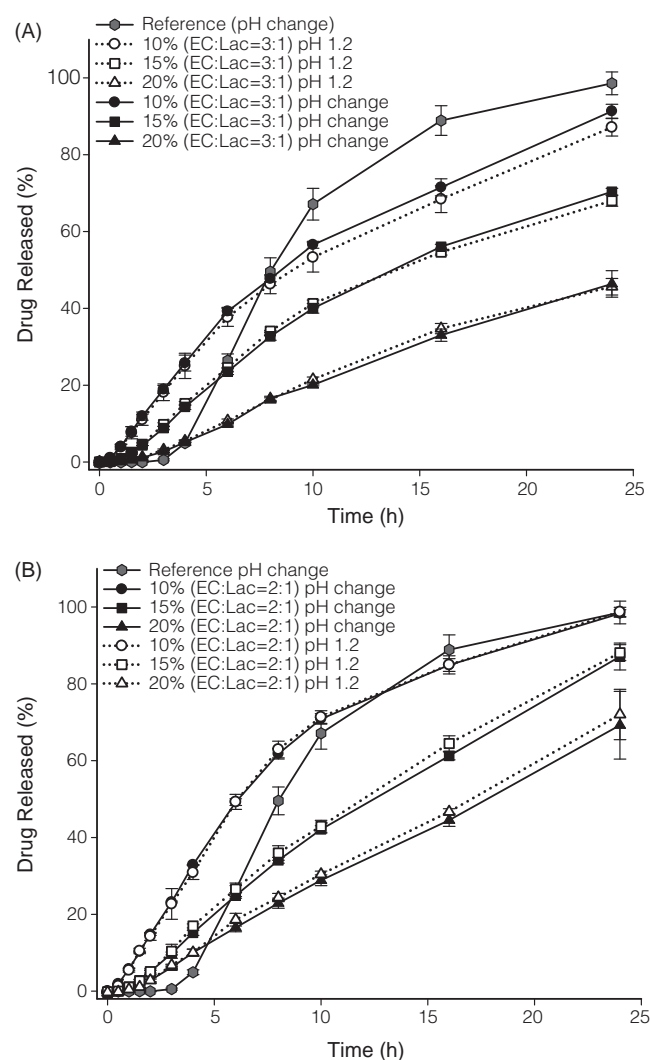 (A)
Reference (pH change)
10% (EC:Lac=3:1) pH 1.2
15% (EC:Lac=3:1) pH 1.2
20% (EC:Lac=3:1) pH 1.2
10% (EC:Lac=3:1) pH change
15% (EC:Lac=3:1) pH change
20% (EC:Lac=3:1) pH change
Drug Released (%)
100
80
60
40
20
0
0 5 10 15 20 25
Time (h)
(B)
Reference pH change
10% (EC:Lac=2:1) pH change
15% (EC:Lac=2:1) pH change
20% (EC:Lac=2:1) pH change
10% (EC:Lac=2:1) pH 1.2
15% (EC:Lac=2:1) pH 1.2
20% (EC:Lac=2:1) pH 1.2
Drug Released (%)
100
80
60
40
20
0
0 5 10 15 20 25
Time (h)